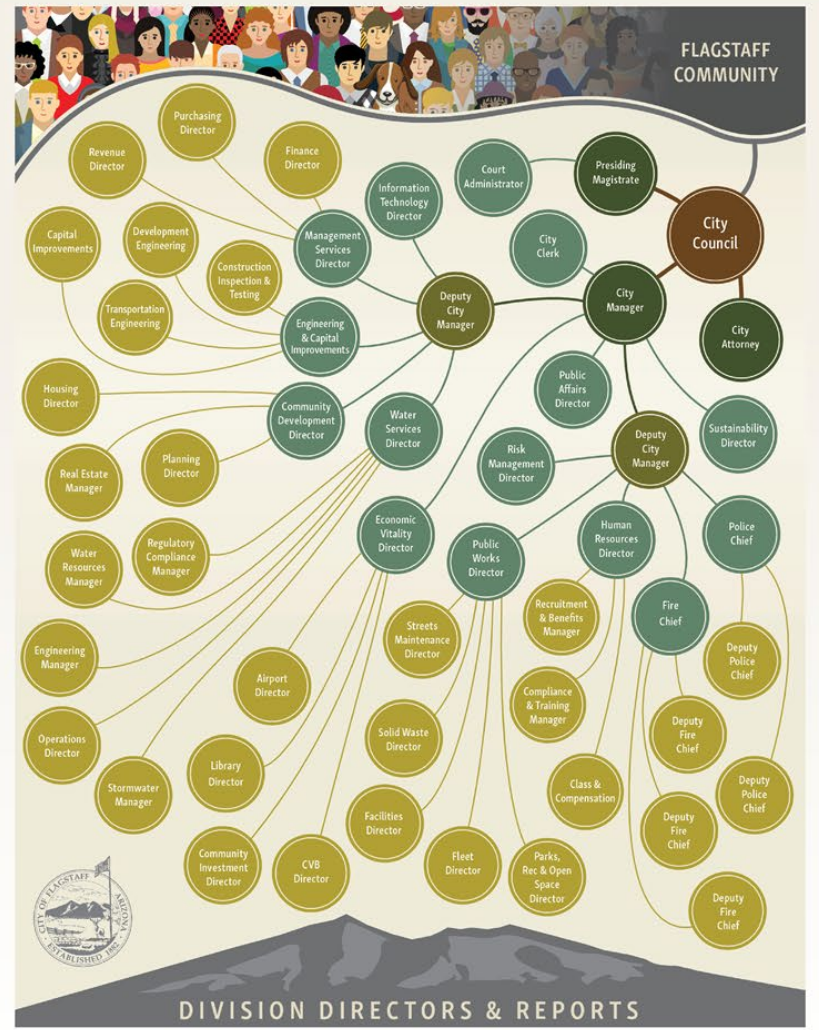 FLAGSTAFF
COMMUNITY
Purchasing
Director
Revenue
Director
Finance
Director
Information
Technology
Director
Court
Administrator
Presiding
Magistrate
City
Council
Capital
Improvements
Development
Engineering
Management
Services
Director
City
Clerk
Construction
Inspection &
Testing
Transportation
Engineering
Engineering
& Capital
Improvements
Deputy
City
Manager
City
Manager
City
Attorney
Housing
Director
Community
Development
Director
Water
Services
Director
Public
Affairs
Director
Sustainability
Director
Real Estate
Manager
Planning
Director
Risk
Management
Director
Deputy
City
Manager
Water
Resources
Manager
Regulatory
Compliance
Manager
Economic
Vitality
Director
Public
Works
Director
Human
Resources
Director
Police
Chief
Engineering
Manager
Streets
Maintenance
Director
Recruitment
& Benefits
Manager
Fire
Chief
Deputy
Police
Chief
Airport
Director
Compliance
& Training
Manager
Operations
Director
Solid Waste
Director
Deputy
Fire
Chief
Stormwater
Manager
Library
Director
Class &
Compensation
Deputy
Police
Chief
Facilities
Director
Deputy
Fire
Chief
Community
Investment
Director
CVB
Director
Fleet
Director
Parks,
Rec & Open
Space
Director
Deputy
Fire
Chief
CITY OF FLAGSTAFF
ARIZONA
ESTABLISHED 1882
DIVISION DIRECTORS & REPORTS